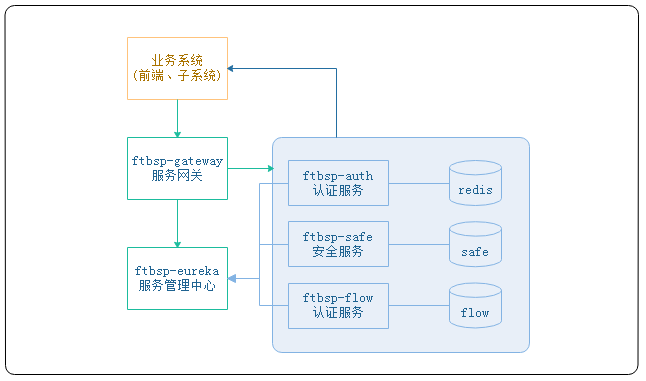 业务系统
(前端、子系统)
ftbsp-gateway
服务网关
ftbsp-auth
认证服务
redis
ftbsp-safe
安全服务
safe
ftbsp-eureka
服务管理中心
ftbsp-flow
认证服务
flow